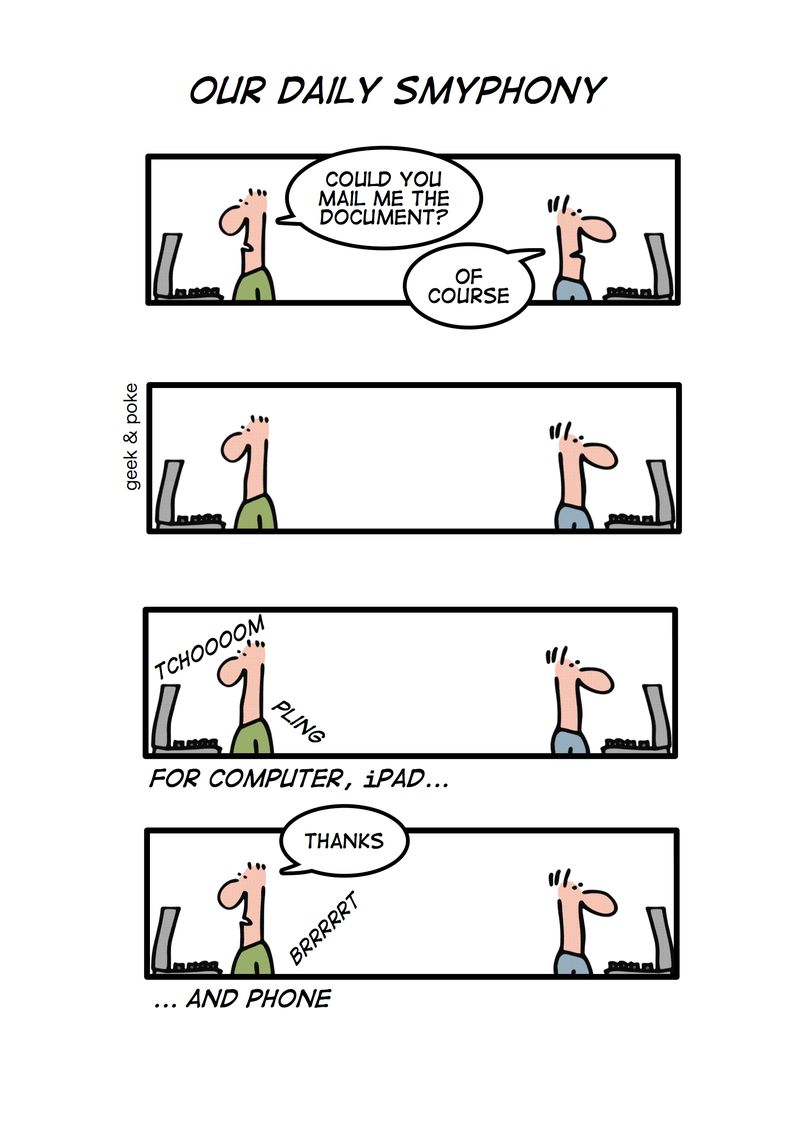 OUR DAILY SMYPHONY
COULD YOU
MAIL ME THE
DOCUMENT?
OF
COURSE
geek & poke
TCHOOOOM
PLING
FOR COMPUTER, iPAD...
THANKS
BRRRRRT
... AND PHONE